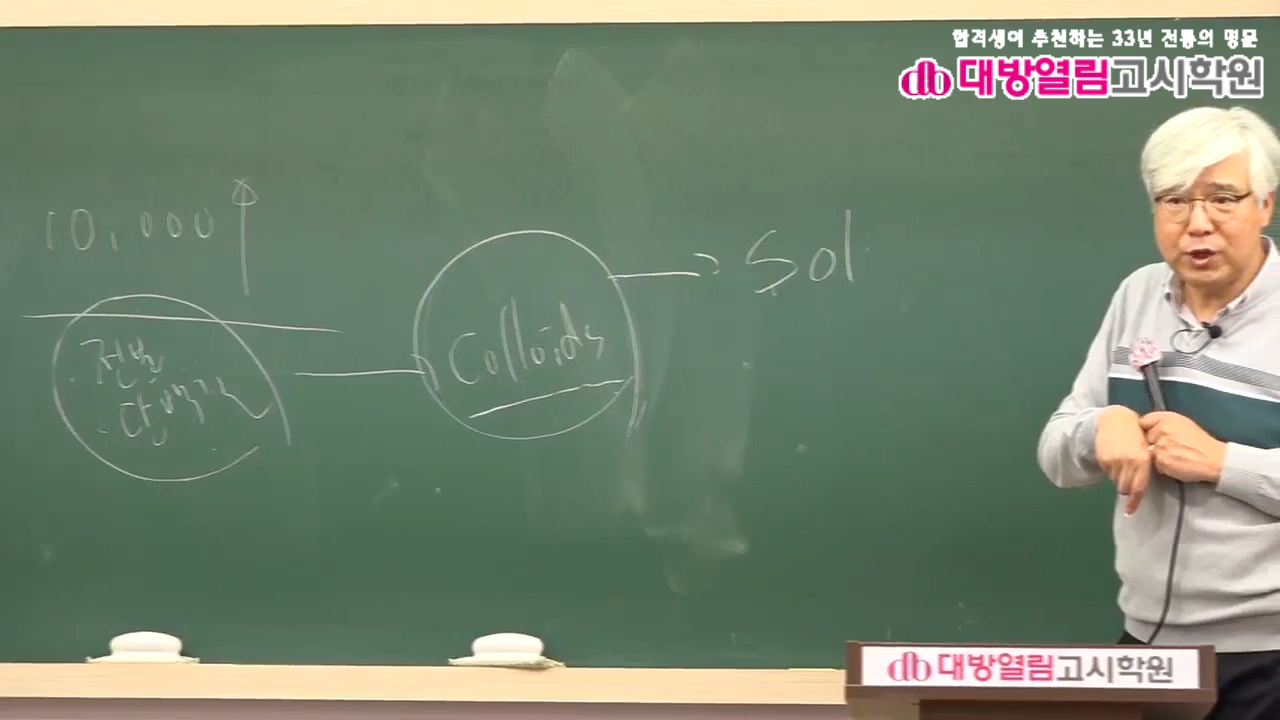 합격생이 추천하는 33년 전통의 명문
대방열림고시학원
10,000
전분
단백질
Colloids
Sol
대방열림고시학원